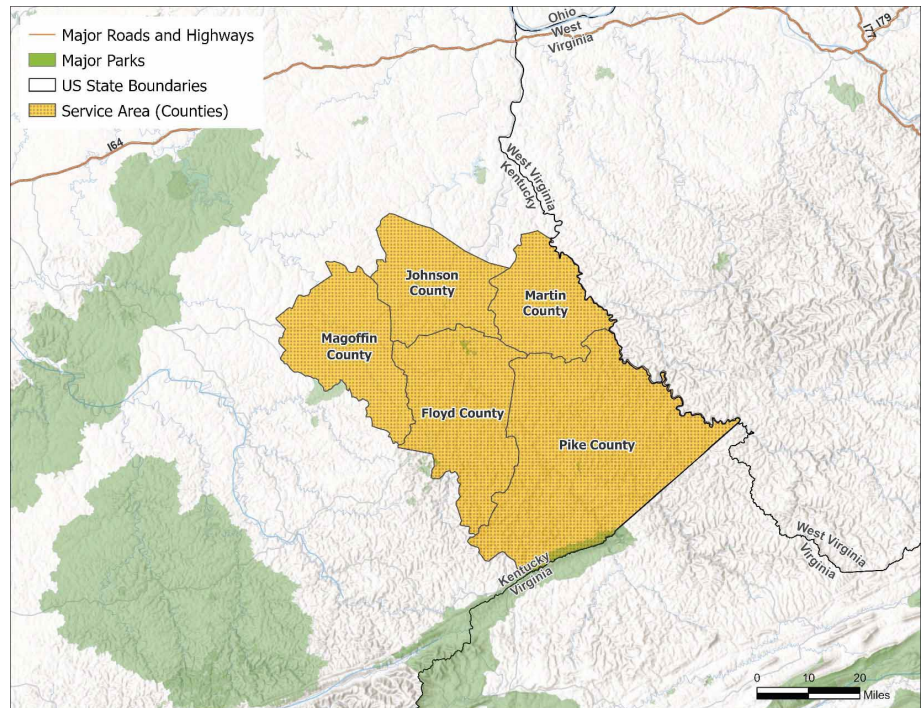 Major Roads and Highways
Major Parks
US State Boundaries
Service Area (Counties)
Ohio
West
Virginia
I77
I79
I64
West Virginia
Kentucky
Johnson
County
Martin
County
Magoffin
County
Floyd County
Pike County
West Virginia
Virginia
Kentucky
Virginia
0 10 20
Miles